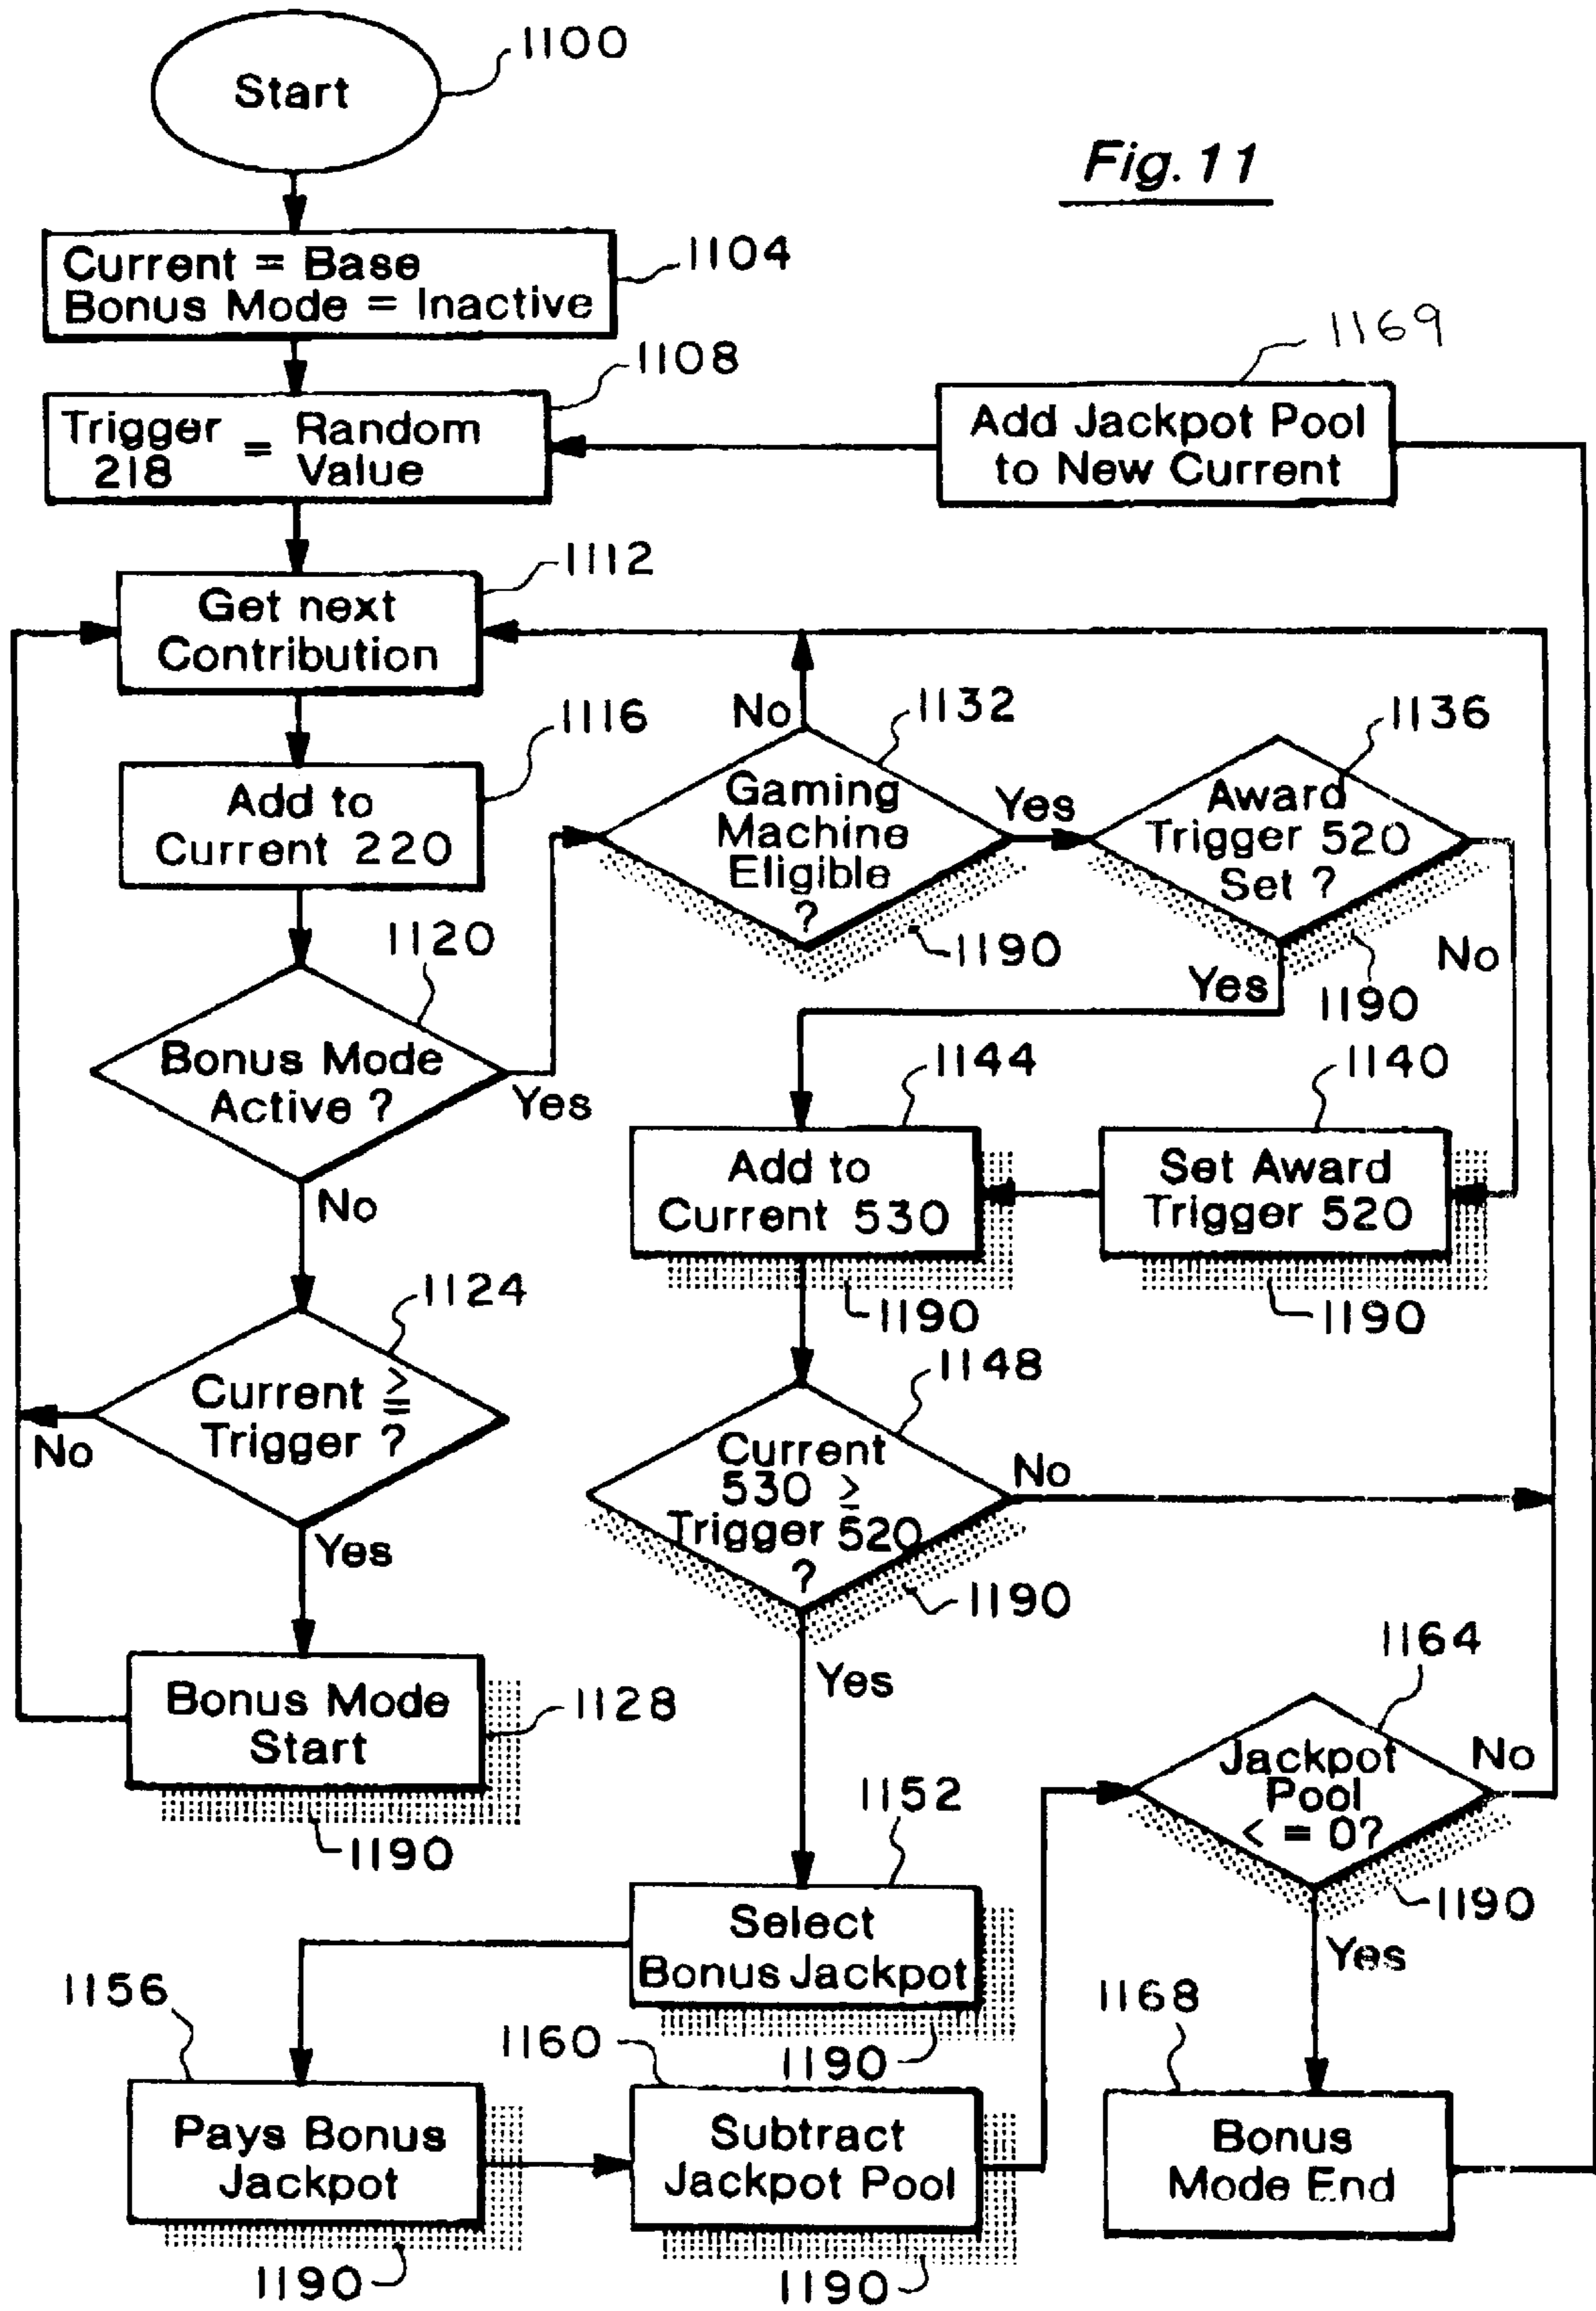 Start
1100
Fig. 11
Current = Base
Bonus Mode = Inactive
1104
1108
Trigger
218
=
Random
Value
1169
Add Jackpot Pool
to New Current
1112
Get next
Contribution
1116
Add to
Current 220
1120
Bonus Mode
Active ?
Yes
No
1124
Current ≧
Trigger ?
No
Yes
Bonus Mode
Start
1128
1190
No
1132
Gaming
Machine
Eligible
?
1190
Yes
1136
Award
Trigger 520
Set ?
1190
Yes
No
1144
Add to
Current 530
1190
1140
Set Award
Trigger 520
1190
1148
Current
530 ≥
Trigger 520
?
No
1190
Yes
1152
Select
Bonus Jackpot
1190
1156
Pays Bonus
Jackpot
1190
1160
Subtract
Jackpot Pool
1190
1164
Jackpot
Pool
< = 0?
No
1190
Yes
1168
Bonus
Mode End